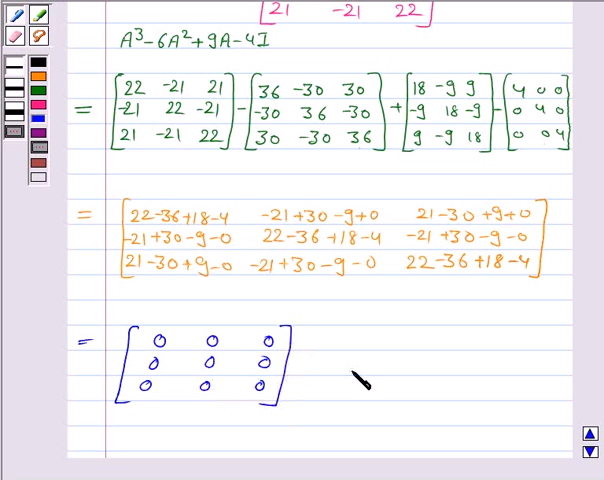 [21 -21 22]
A³-6A²+9A-4I
= [22 -21 21] - [36 -30 30] + [18 -9 9] - [4 0 0]
[-21 22 -21] [-30 36 -30] [-9 18 -9] [0 4 0]
[21 -21 22] [30 -30 36] [9 -9 18] [0 0 4]
= [22-36+18-4 -21+30-9+0 21-30+9+0]
[-21+30-9-0 22-36+18-4 -21+30-9-0]
[21-30+9-0 -21+30-9-0 22-36+18-4]
= [0 0 0]
[0 0 0]
[0 0 0]